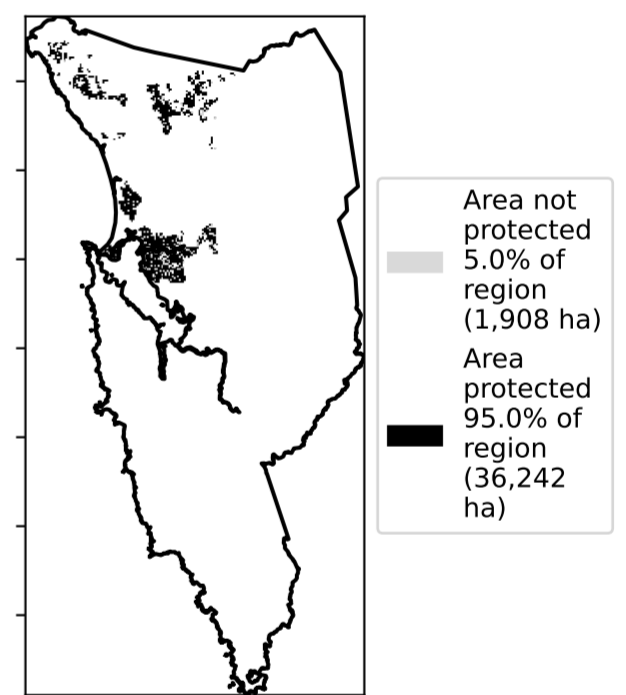 Area not
protected
5.0% of
region
(1,908 ha)
Area
protected
95.0% of
region
(36,242
ha)